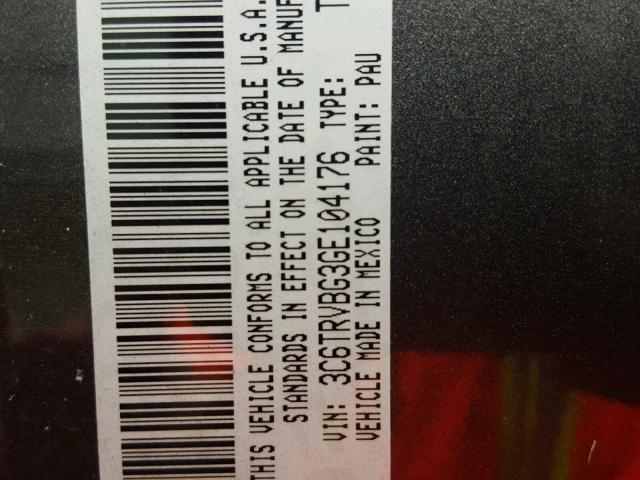 THIS VEHICLE CONFORMS TO ALL APPLICABLE U.S.A.
STANDARDS IN EFFECT ON THE DATE OF MANUF
VIN: 3C6TRVBG3GE104176 TYPE: T
VEHICLE MADE IN MEXICO PAINT: PAU